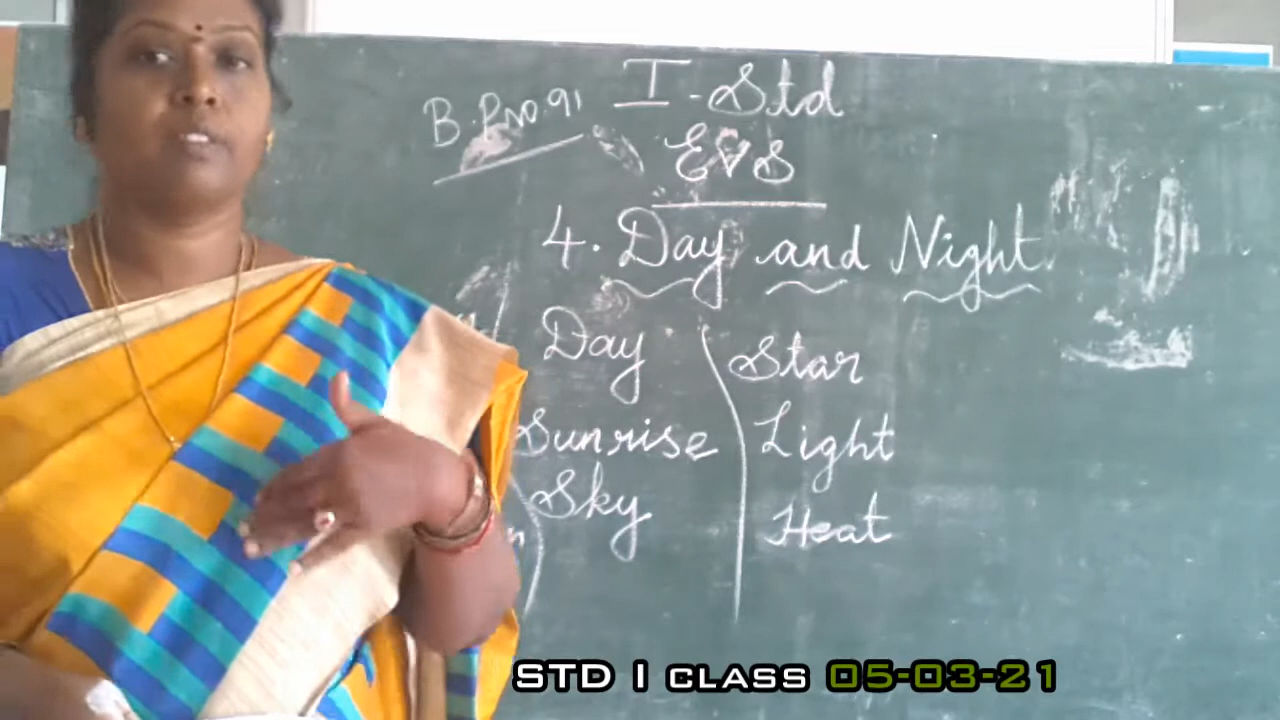 I - Std
B. P.No. 91
EVS
4. Day and Night
Day
Sunrise
Sky
Star
Light
Heat
STD I CLASS 05-03-21